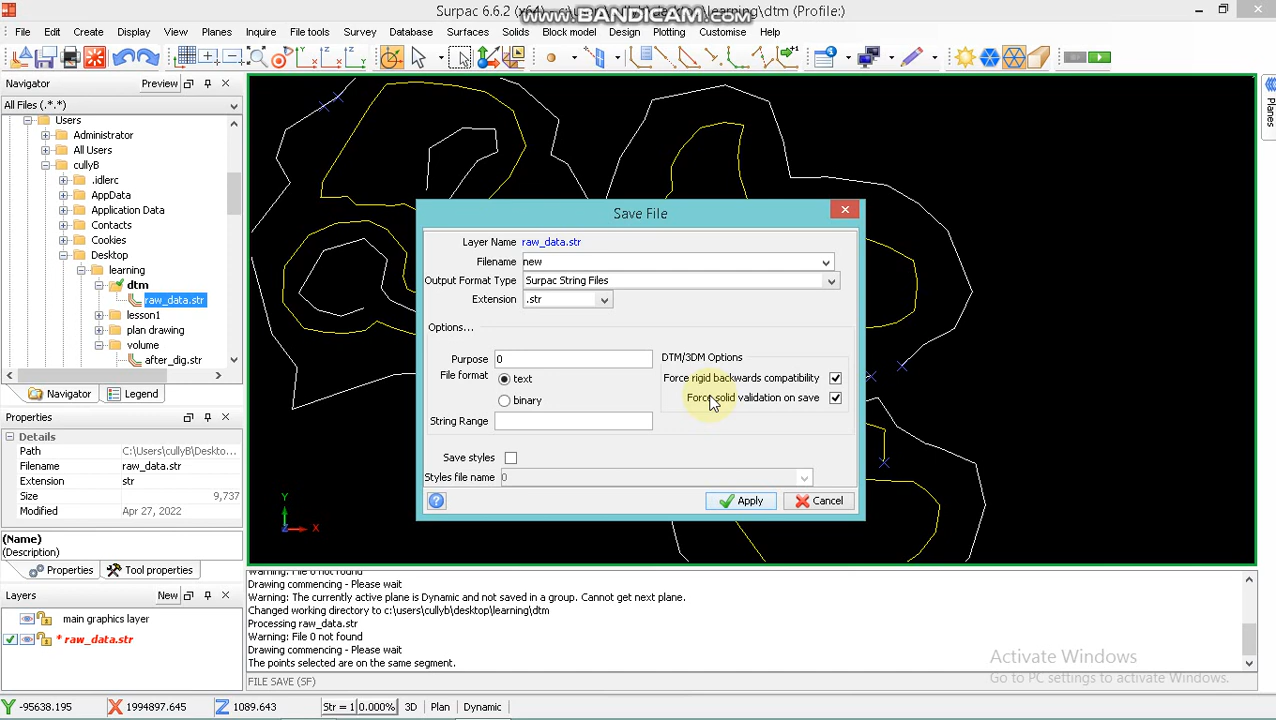 Surpac 6.6.2 (x64) c:\users\cullyb\desktop\learning\dtm (Profile:)
www.BANDICAM.com
File Edit Create Display View Planes Inquire File tools Survey Database Surfaces Solids Block model Design Plotting Customise Help
Navigator
Preview
All Files (.*.*)
Users
Administrator
All Users
cullyB
.idlerc
AppData
Application Data
Contacts
Cookies
Desktop
learning
dtm
raw_data.str
lesson1
plan drawing
volume
after_dig.str
Navigator Legend
Properties
Details
Path C:\Users\cullyB\Deskto...
Filename raw_data.str
Extension str
Size 9,737
Modified Apr 27, 2022
(Name)
(Description)
Properties Tool properties
Layers New
main graphics layer
* raw_data.str
Planes
Save File
Layer Name raw_data.str
Filename new
Output Format Type Surpac String Files
Extension .str
Options...
Purpose 0
File format text
binary
String Range
DTM/3DM Options
Force rigid backwards compatibility
Force solid validation on save
Save styles
Styles file name 0
Apply Cancel
Y
Z X
Warning: File 0 not found
Drawing commencing - Please wait
Warning: The currently active plane is Dynamic and not saved in a group. Cannot get next plane.
Changed working directory to c:\users\cullyb\desktop\learning\dtm
Processing raw_data.str
Warning: File 0 not found
Drawing commencing - Please wait
The points selected are on the same segment.
FILE SAVE (SF)
Activate Windows
Go to PC settings to activate Windows.
Y -95638.195 X 1994897.645 Z 1089.643 Str = 1 0.000% 3D Plan Dynamic